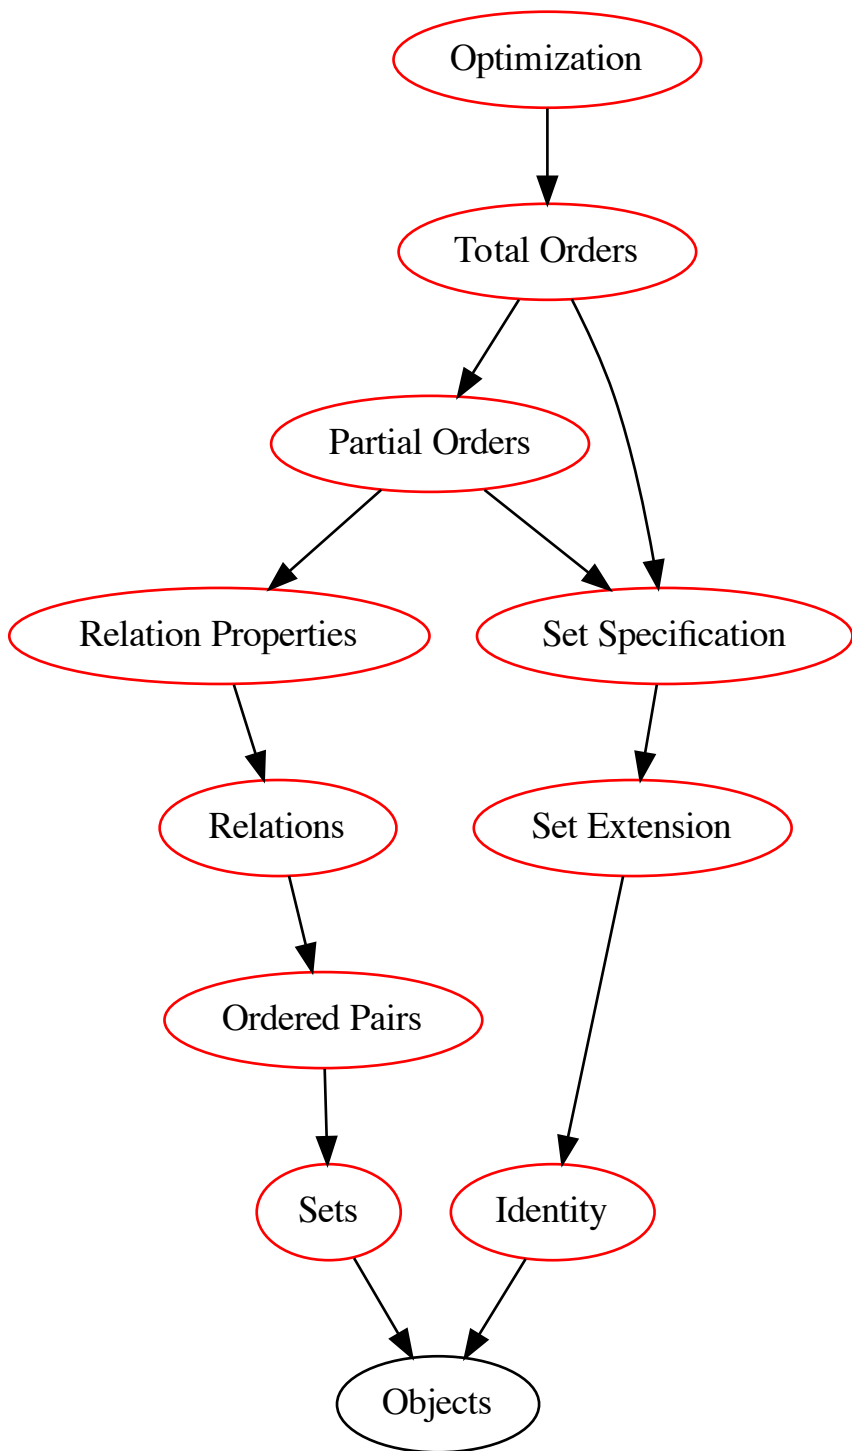 Optimization
Total Orders
Partial Orders
Relation Properties
Set Specification
Relations
Set Extension
Ordered Pairs
Sets
Identity
Objects